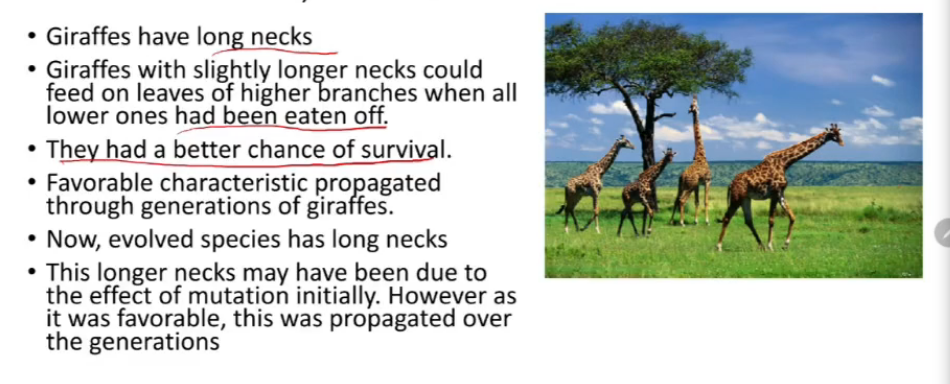 • Giraffes have long necks
• Giraffes with slightly longer necks could
feed on leaves of higher branches when all
lower ones had been eaten off.
• They had a better chance of survival.
• Favorable characteristic propagated
through generations of giraffes.
• Now, evolved species has long necks
• This longer necks may have been due to
the effect of mutation initially. However as
it was favorable, this was propagated over
the generations